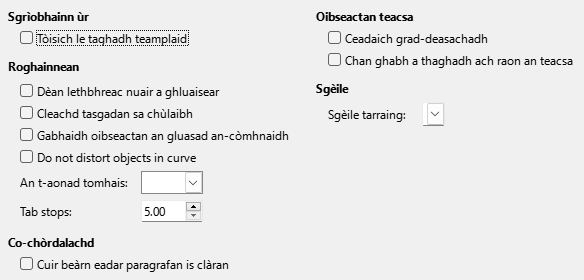 Sgrìobhainn ùr
Tòisich le taghadh teamplaid
Roghainnean
Dèan lethbhreac nuair a ghluaisear
Cleachd tasgadan sa chùlaibh
Gabhaidh oibseactan an gluasad an-còmhnaidh
Do not distort objects in curve
An t-aonad tomhais:
Tab stops: 5.00
Co-chòrdalachd
Cuir beàrn eadar paragrafan is clàran
Oibseactan teacsa
Ceadaich grad-deasachadh
Chan ghabh a thaghadh ach raon an teacsa
Sgèile
Sgèile tarraing: